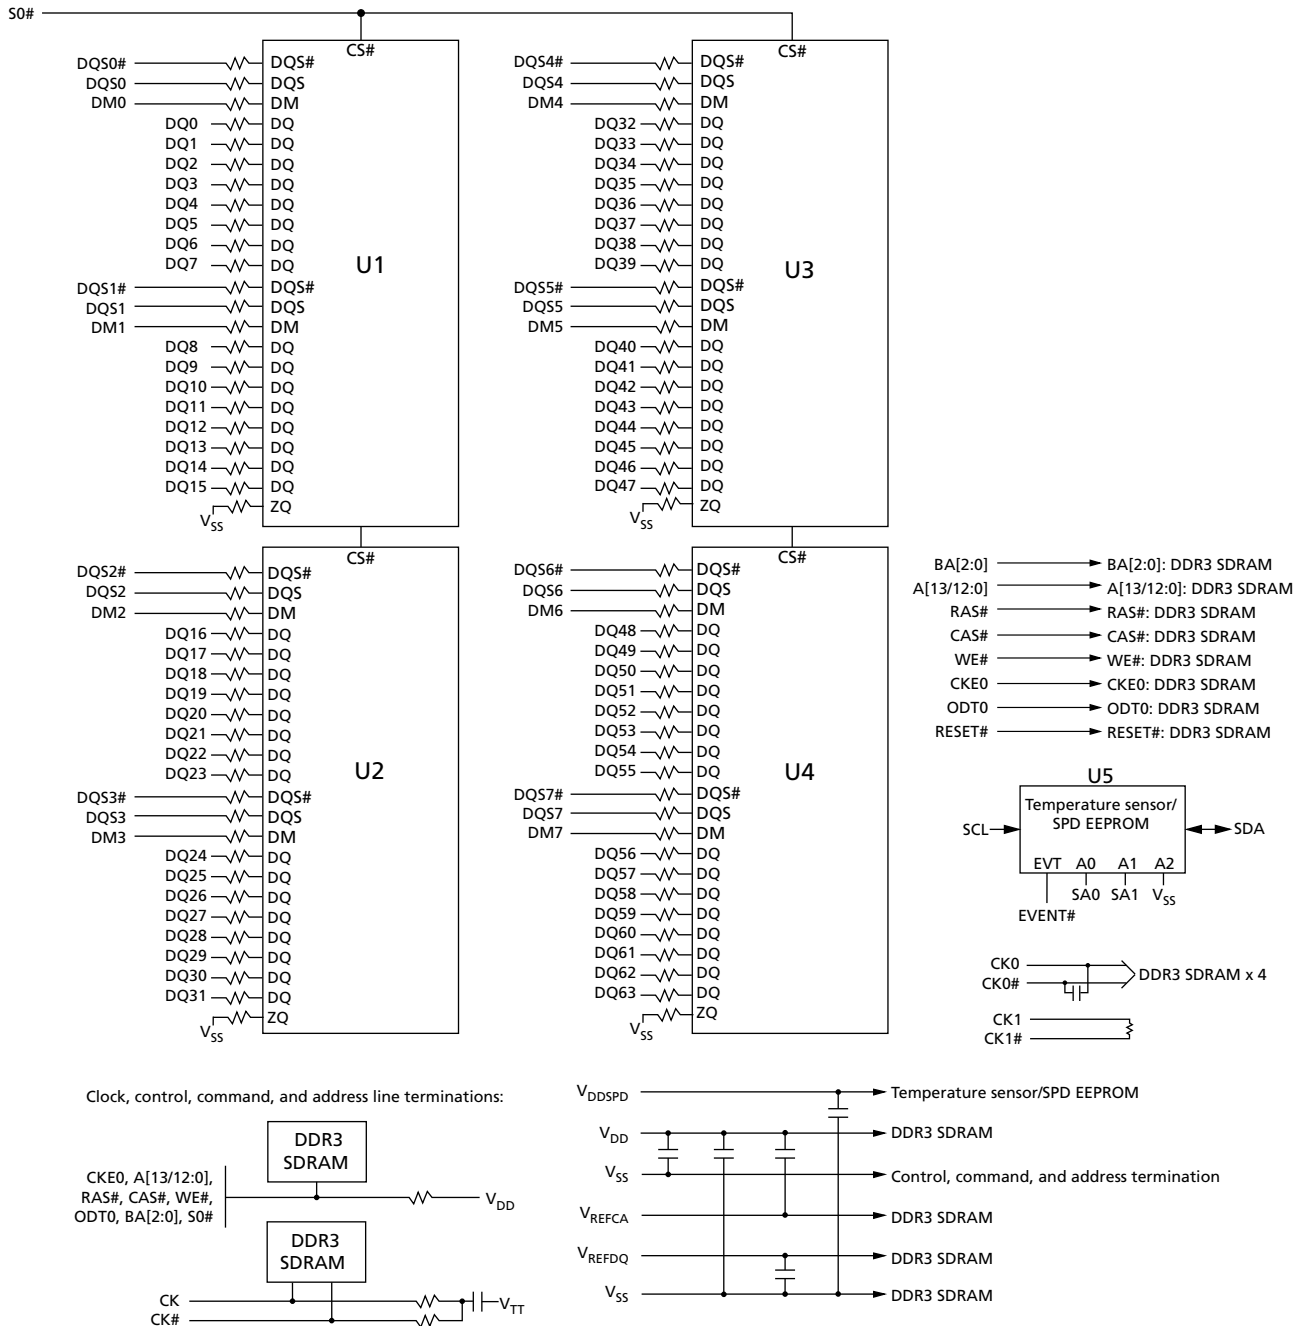 S0#
CS#
DQS0# DQS#
DQS0 DQS
DM0 DM
DQ0 DQ
DQ1 DQ
DQ2 DQ
DQ3 DQ
DQ4 DQ
DQ5 DQ
DQ6 DQ
DQ7 DQ
U1
DQS1# DQS#
DQS1 DQS
DM1 DM
DQ8 DQ
DQ9 DQ
DQ10 DQ
DQ11 DQ
DQ12 DQ
DQ13 DQ
DQ14 DQ
DQ15 DQ
VSS ZQ
CS#
DQS2# DQS#
DQS2 DQS
DM2 DM
DQ16 DQ
DQ17 DQ
DQ18 DQ
DQ19 DQ
DQ20 DQ
DQ21 DQ
DQ22 DQ
DQ23 DQ
U2
DQS3# DQS#
DQS3 DQS
DM3 DM
DQ24 DQ
DQ25 DQ
DQ26 DQ
DQ27 DQ
DQ28 DQ
DQ29 DQ
DQ30 DQ
DQ31 DQ
VSS ZQ
CS#
DQS4# DQS#
DQS4 DQS
DM4 DM
DQ32 DQ
DQ33 DQ
DQ34 DQ
DQ35 DQ
DQ36 DQ
DQ37 DQ
DQ38 DQ
DQ39 DQ
U3
DQS5# DQS#
DQS5 DQS
DM5 DM
DQ40 DQ
DQ41 DQ
DQ42 DQ
DQ43 DQ
DQ44 DQ
DQ45 DQ
DQ46 DQ
DQ47 DQ
VSS ZQ
CS#
DQS6# DQS#
DQS6 DQS
DM6 DM
DQ48 DQ
DQ49 DQ
DQ50 DQ
DQ51 DQ
DQ52 DQ
DQ53 DQ
DQ54 DQ
DQ55 DQ
U4
DQS7# DQS#
DQS7 DQS
DM7 DM
DQ56 DQ
DQ57 DQ
DQ58 DQ
DQ59 DQ
DQ60 DQ
DQ61 DQ
DQ62 DQ
DQ63 DQ
VSS ZQ
BA[2:0] BA[2:0]: DDR3 SDRAM
A[13/12:0] A[13/12:0]: DDR3 SDRAM
RAS# RAS#: DDR3 SDRAM
CAS# CAS#: DDR3 SDRAM
WE# WE#: DDR3 SDRAM
CKE0 CKE0: DDR3 SDRAM
ODT0 ODT0: DDR3 SDRAM
RESET# RESET#: DDR3 SDRAM
U5
Temperature sensor/
SPD EEPROM
SCL SDA
EVT A0 A1 A2
SA0 SA1 VSS
EVENT#
CK0
CK0#
DDR3 SDRAM x 4
CK1
CK1#
Clock, control, command, and address line terminations:
DDR3
SDRAM
CKE0, A[13/12:0],
RAS#, CAS#, WE#,
ODT0, BA[2:0], S0#
VDD
DDR3
SDRAM
CK
CK#
VTT
VDDSPD Temperature sensor/SPD EEPROM
VDD DDR3 SDRAM
VSS Control, command, and address termination
VREFCA DDR3 SDRAM
VREFDQ DDR3 SDRAM
VSS DDR3 SDRAM